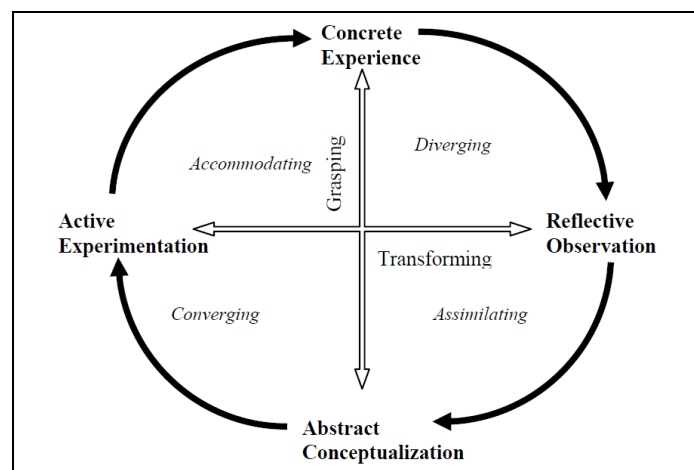 Concrete
Experience
Accommodating
Grasping
Diverging
Active
Experimentation
Reflective
Observation
Transforming
Converging
Assimilating
Abstract
Conceptualization